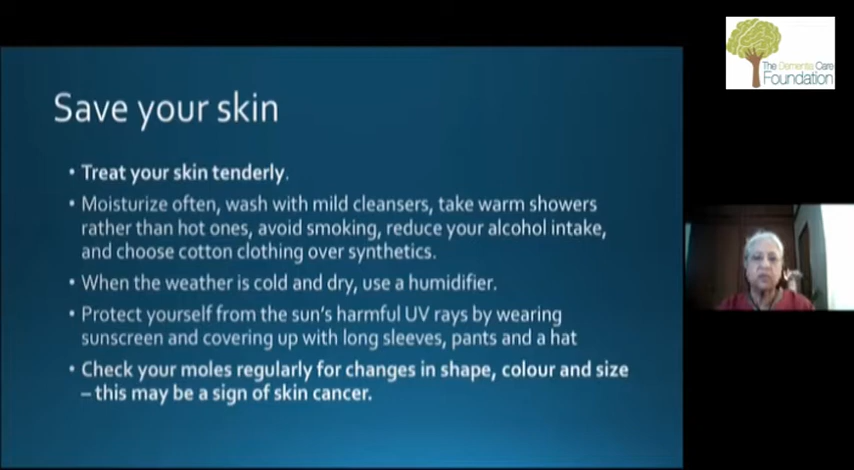 The Dementia Care
Foundation
Save your skin
• Treat your skin tenderly.
• Moisturize often, wash with mild cleansers, take warm showers
rather than hot ones, avoid smoking, reduce your alcohol intake,
and choose cotton clothing over synthetics.
• When the weather is cold and dry, use a humidifier.
• Protect yourself from the sun's harmful UV rays by wearing
sunscreen and covering up with long sleeves, pants and a hat
• Check your moles regularly for changes in shape, colour and size
– this may be a sign of skin cancer.